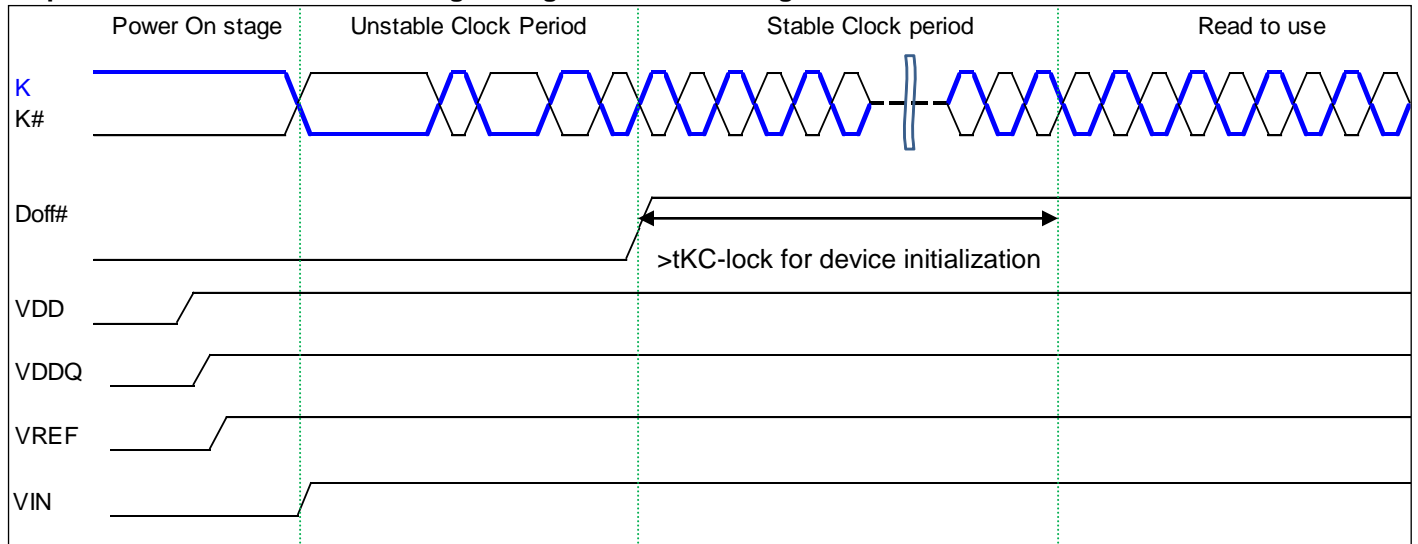 Power On stage Unstable Clock Period Stable Clock period Read to use
K
K#
Doff#
>tKC-lock for device initialization
VDD
VDDQ
VREF
VIN